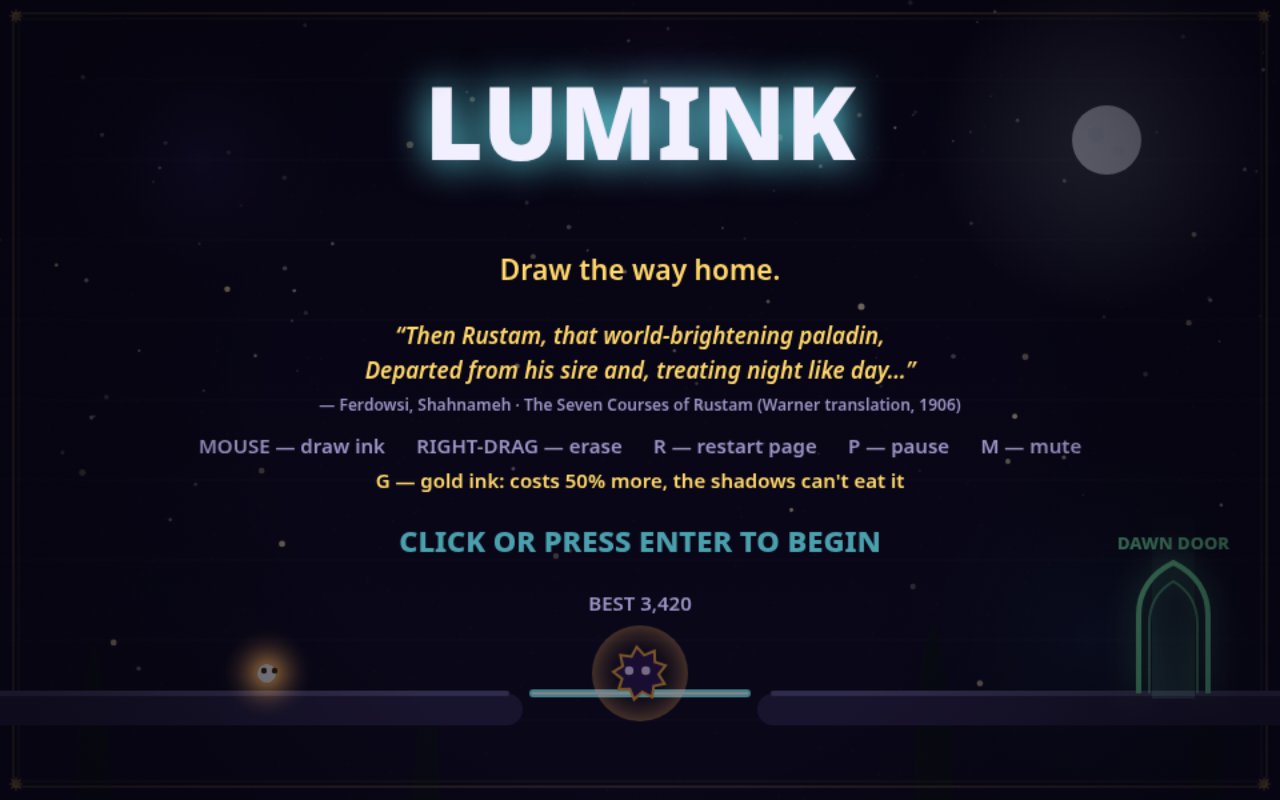 LUMINK
Draw the way home.
“Then Rustam, that world-brightening paladin,
Departed from his sire and, treating night like day…”
— Ferdowsi, Shahnameh · The Seven Courses of Rustam (Warner translation, 1906)
MOUSE — draw ink RIGHT-DRAG — erase R — restart page P — pause M — mute
G — gold ink: costs 50% more, the shadows can't eat it
CLICK OR PRESS ENTER TO BEGIN
DAWN DOOR
BEST 3,420